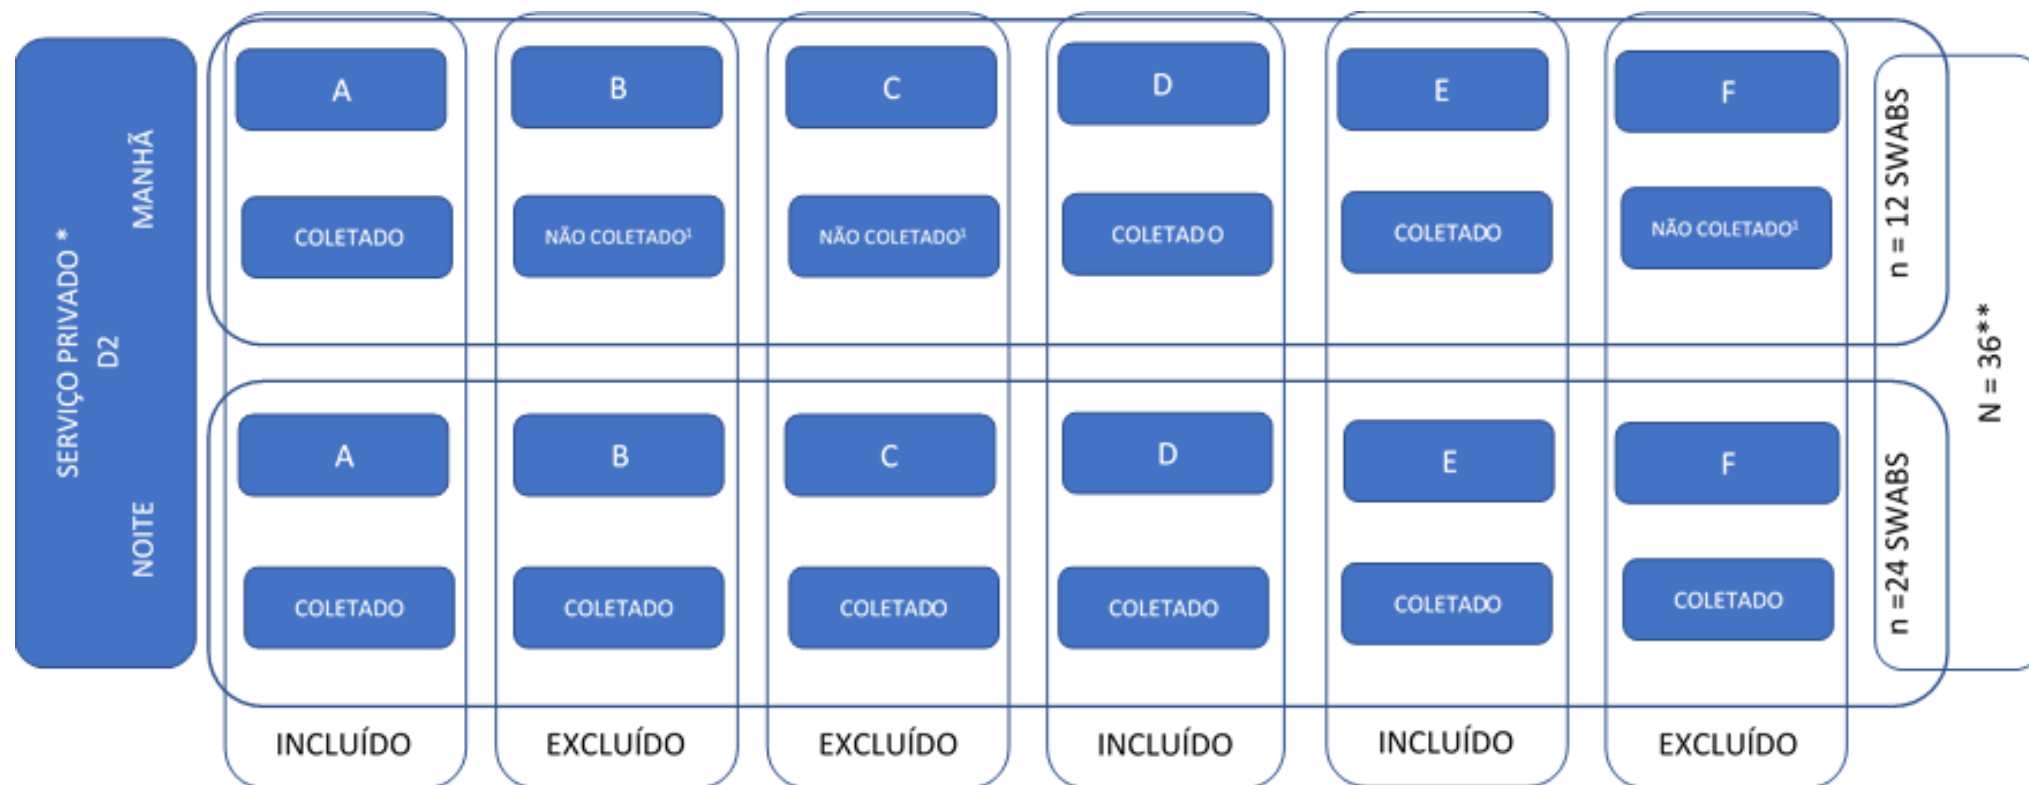 SERVIÇO PRIVADO *
D2
MANHÃ
NOITE
A
B
C
D
E
F
COLETADO
NÃO COLETADO¹
NÃO COLETADO¹
COLETADO
COLETADO
NÃO COLETADO¹
n = 12 SWABS
A
B
C
D
E
F
COLETADO
COLETADO
COLETADO
COLETADO
COLETADO
COLETADO
n =24 SWABS
N = 36**
INCLUÍDO
EXCLUÍDO
EXCLUÍDO
INCLUÍDO
INCLUÍDO
EXCLUÍDO